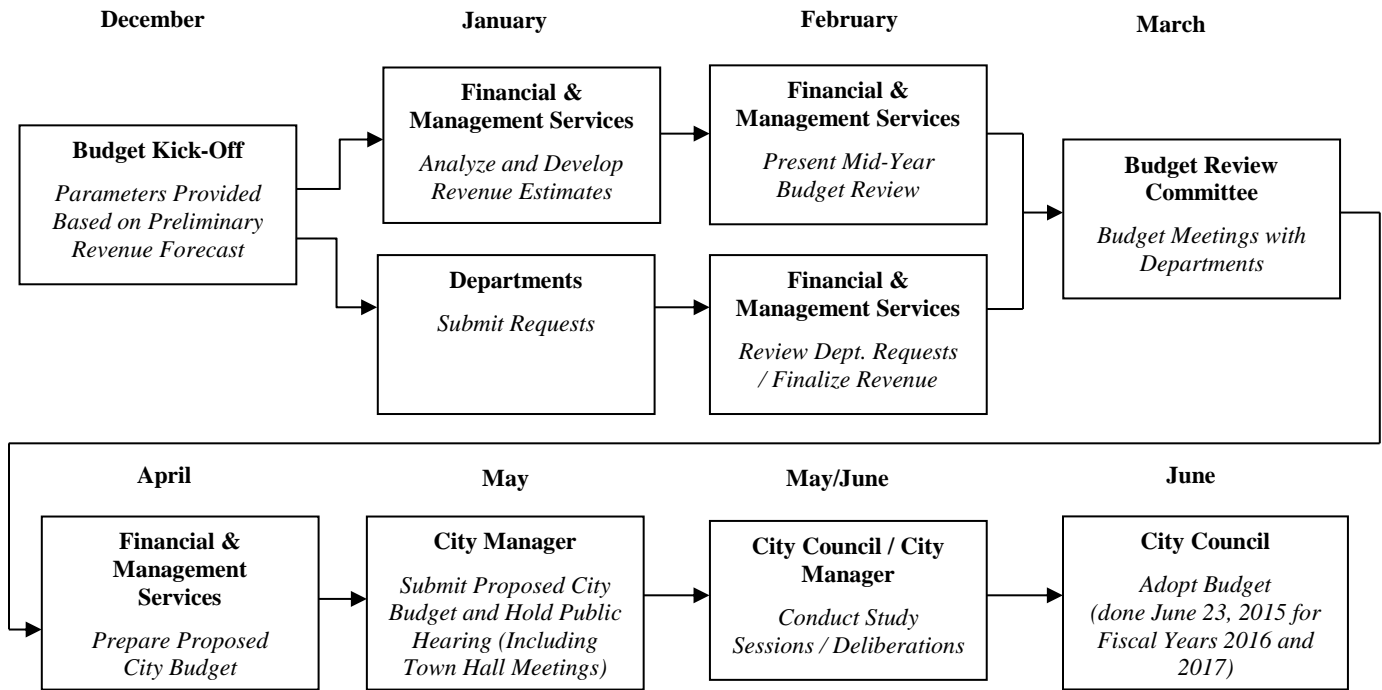 December
January
February
March
Budget Kick-Off
Parameters Provided
Based on Preliminary
Revenue Forecast
Financial &
Management Services
Analyze and Develop
Revenue Estimates
Departments
Submit Requests
Financial &
Management Services
Present Mid-Year
Budget Review
Financial &
Management Services
Review Dept. Requests
/ Finalize Revenue
Budget Review
Committee
Budget Meetings with
Departments
April
May
May/June
June
Financial &
Management
Services
Prepare Proposed
City Budget
City Manager
Submit Proposed City
Budget and Hold Public
Hearing (Including
Town Hall Meetings)
City Council / City
Manager
Conduct Study
Sessions / Deliberations
City Council
Adopt Budget
(done June 23, 2015 for
Fiscal Years 2016 and
2017)